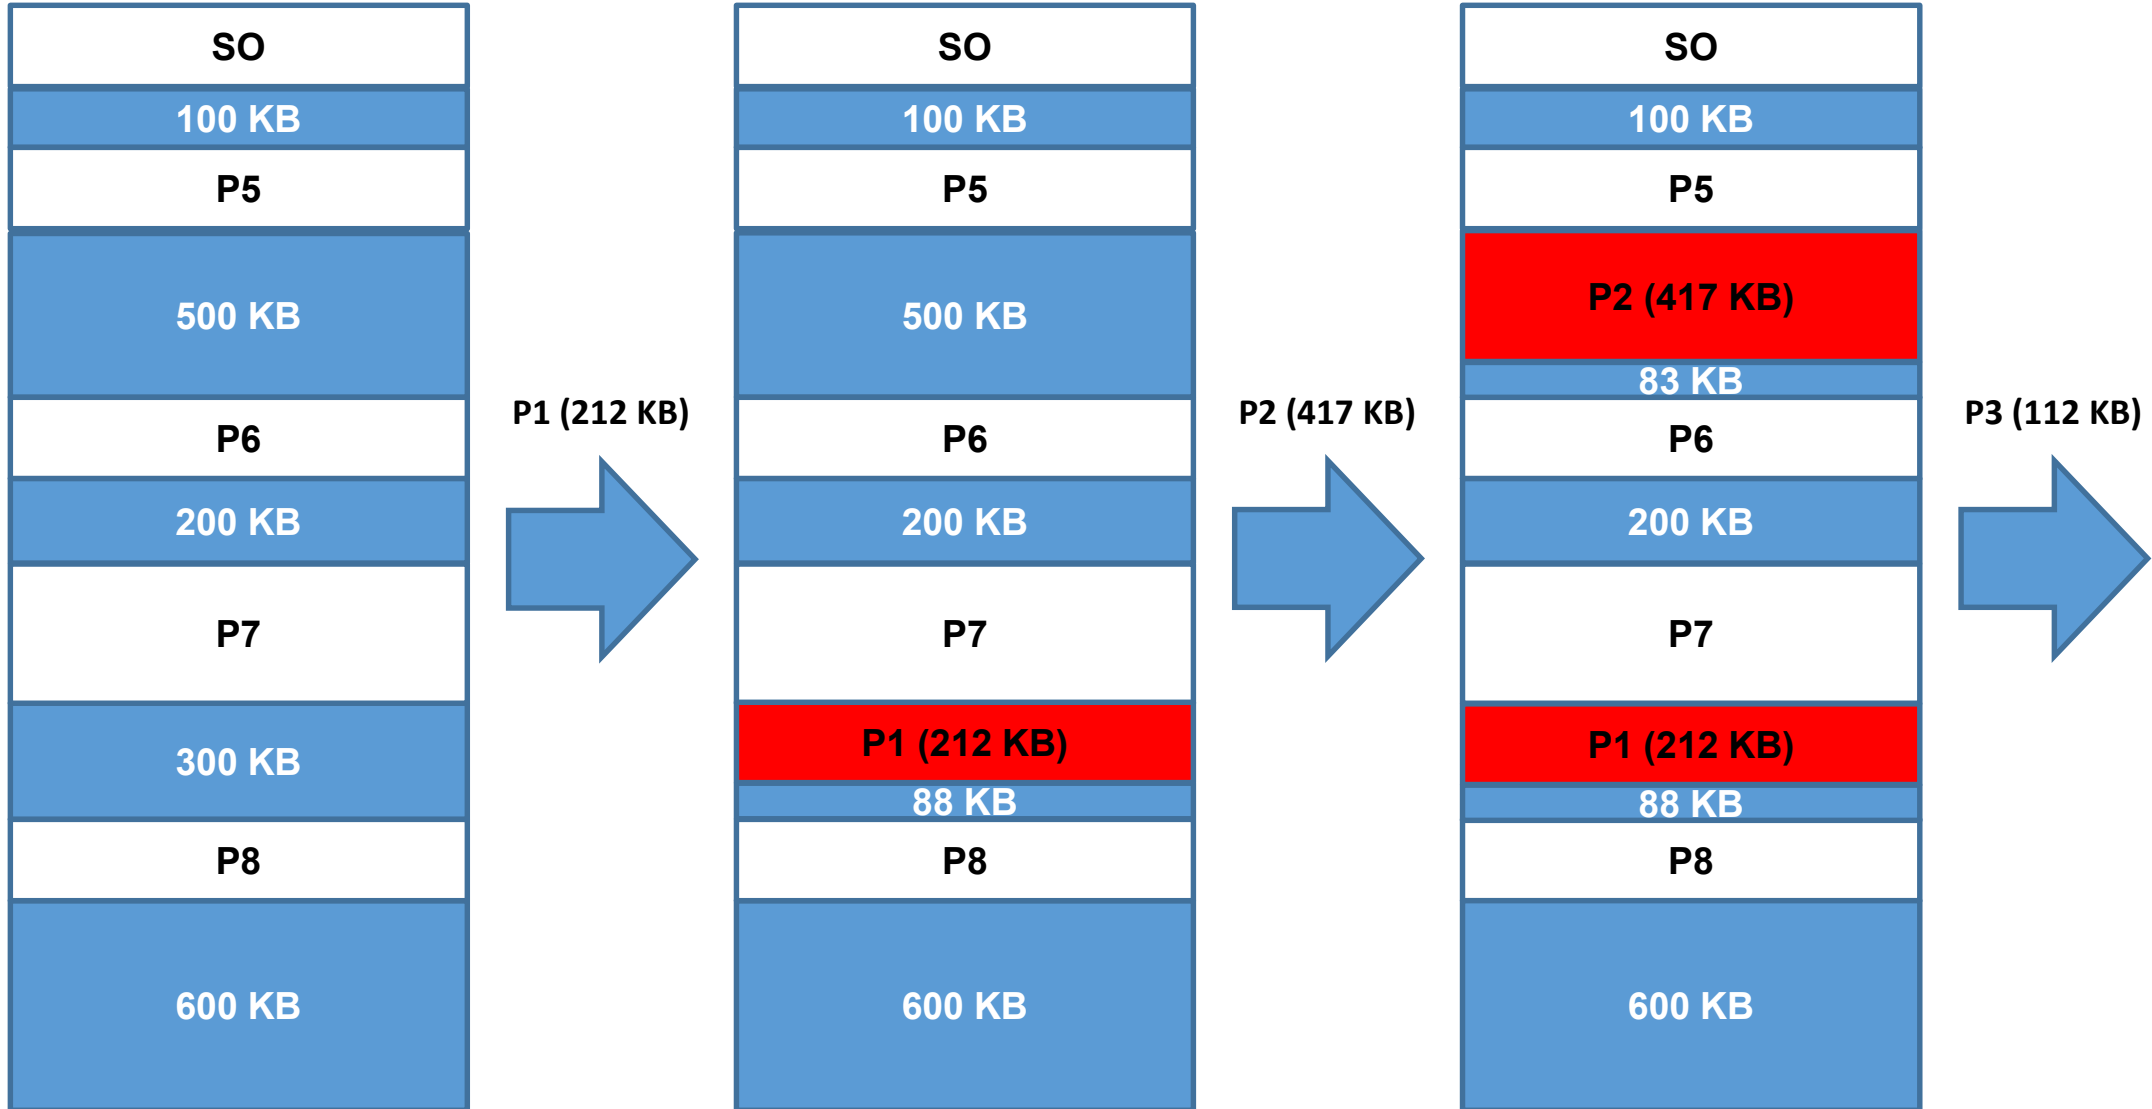 SO
100 KB
P5
500 KB
P6
200 KB
P7
300 KB
P8
600 KB
P1 (212 KB)
SO
100 KB
P5
500 KB
P6
200 KB
P7
P1 (212 KB)
88 KB
P8
600 KB
P2 (417 KB)
SO
100 KB
P5
P2 (417 KB)
83 KB
P6
200 KB
P7
P1 (212 KB)
88 KB
P8
600 KB
P3 (112 KB)